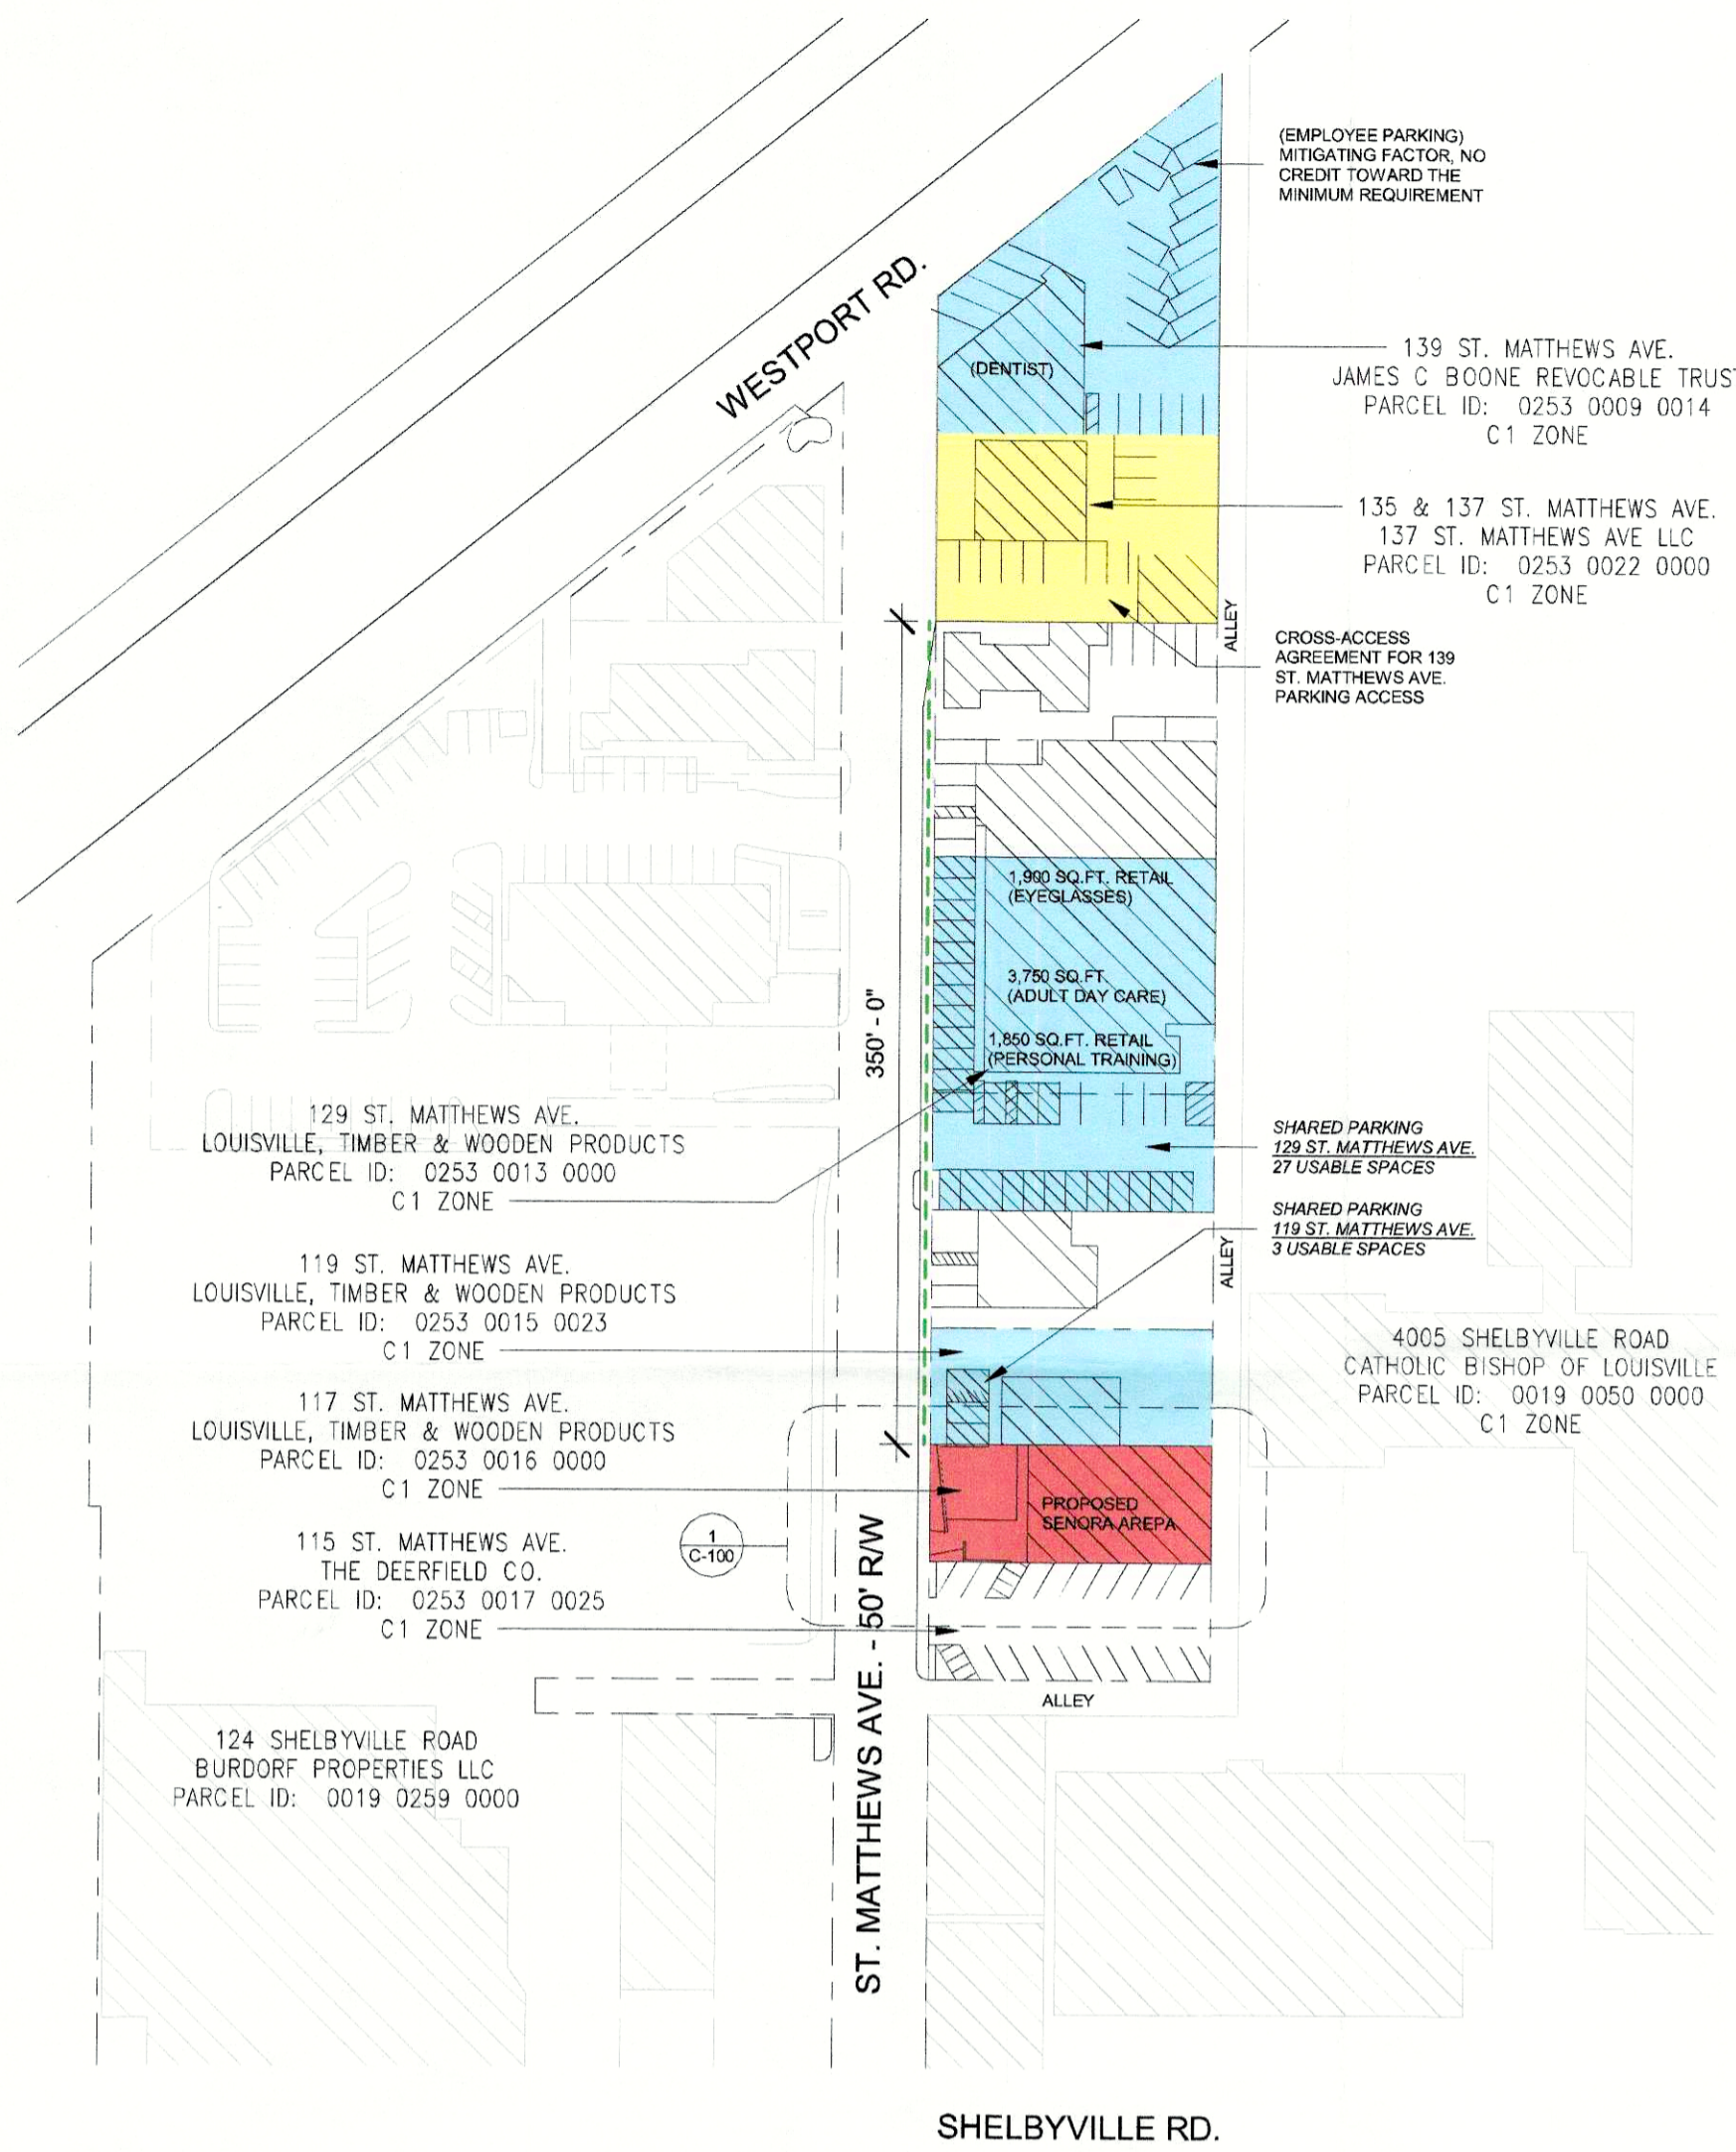 (EMPLOYEE PARKING)
MITIGATING FACTOR, NO
CREDIT TOWARD THE
MINIMUM REQUIREMENT
WESTPORT RD.
(DENTIST)
139 ST. MATTHEWS AVE.
JAMES C BOONE REVOCABLE TRUST
PARCEL ID: 0253 0009 0014
C1 ZONE
135 & 137 ST. MATTHEWS AVE.
137 ST. MATTHEWS AVE LLC
PARCEL ID: 0253 0022 0000
C1 ZONE
ALLEY
CROSS-ACCESS
AGREEMENT FOR 139
ST. MATTHEWS AVE.
PARKING ACCESS
1,900 SQ.FT. RETAIL
(EYEGLASSES)
3,750 SQ.FT.
(ADULT DAY CARE)
1,850 SQ.FT. RETAIL
(PERSONAL TRAINING)
350' - 0"
129 ST. MATTHEWS AVE.
LOUISVILLE, TIMBER & WOODEN PRODUCTS
PARCEL ID: 0253 0013 0000
C1 ZONE
SHARED PARKING
129 ST. MATTHEWS AVE.
27 USABLE SPACES
SHARED PARKING
119 ST. MATTHEWS AVE.
3 USABLE SPACES
ALLEY
119 ST. MATTHEWS AVE.
LOUISVILLE, TIMBER & WOODEN PRODUCTS
PARCEL ID: 0253 0015 0023
C1 ZONE
4005 SHELBYVILLE ROAD
CATHOLIC BISHOP OF LOUISVILLE
PARCEL ID: 0019 0050 0000
C1 ZONE
117 ST. MATTHEWS AVE.
LOUISVILLE, TIMBER & WOODEN PRODUCTS
PARCEL ID: 0253 0016 0000
C1 ZONE
PROPOSED
SENORA AREPA
1
C-100
115 ST. MATTHEWS AVE.
THE DEERFIELD CO.
PARCEL ID: 0253 0017 0025
C1 ZONE
ST. MATTHEWS AVE. - 50' R/W
ALLEY
124 SHELBYVILLE ROAD
BURDORF PROPERTIES LLC
PARCEL ID: 0019 0259 0000
SHELBYVILLE RD.